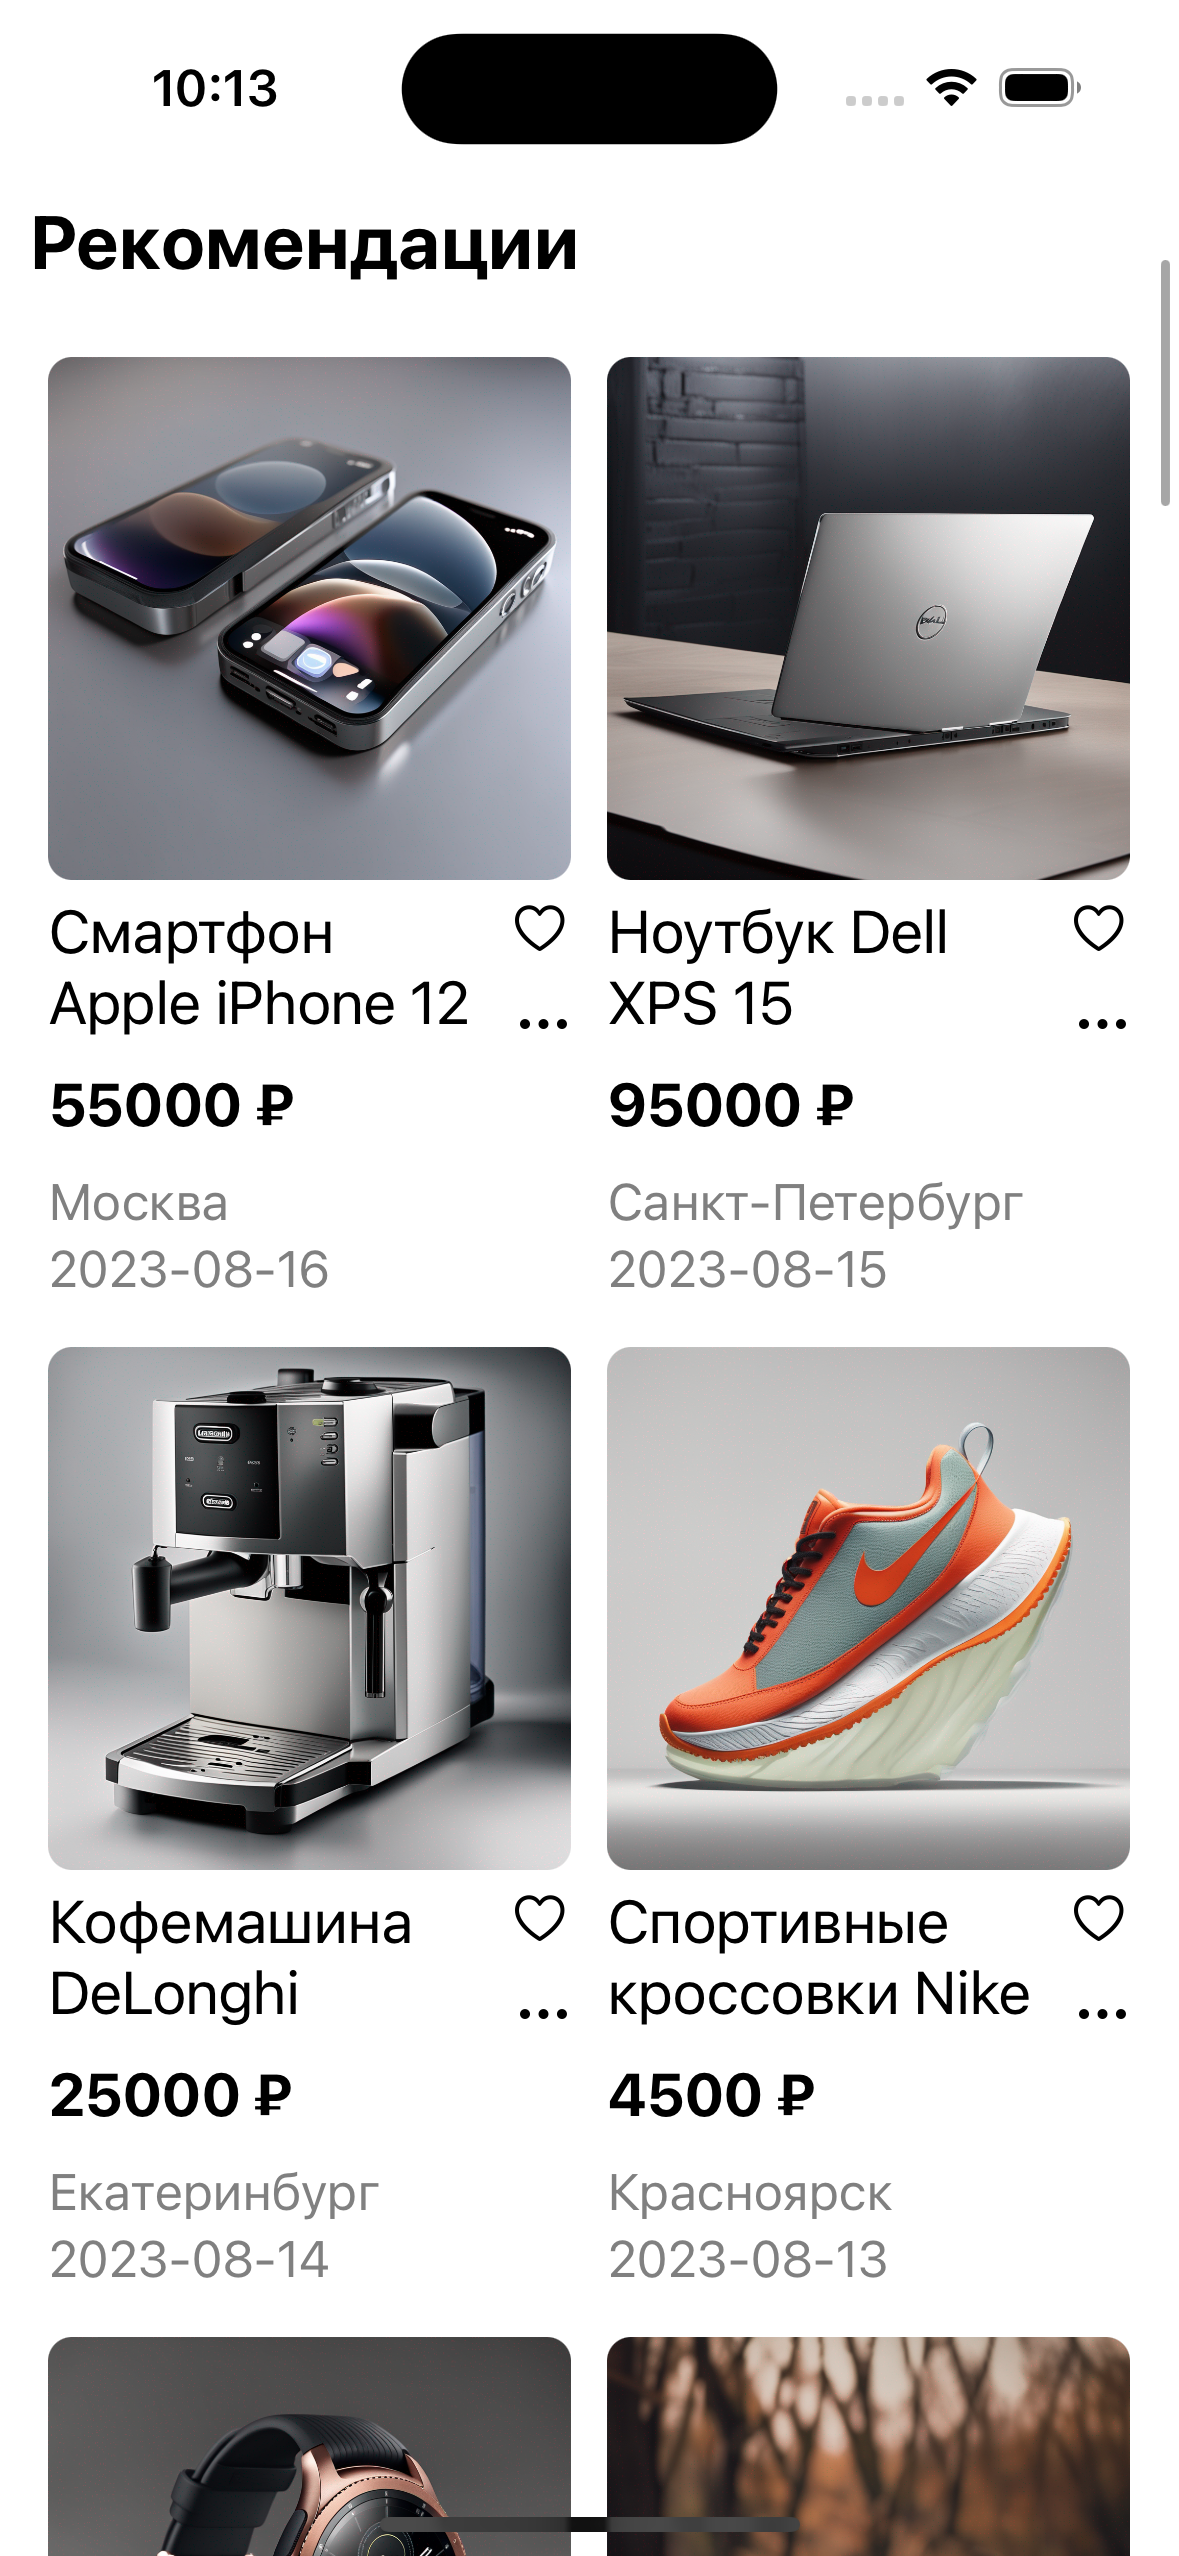 10:13
Рекомендации
DELL
Смартфон
Apple iPhone 12
...
55000 ₽
Москва
2023-08-16
Ноутбук Dell
XPS 15
...
95000 ₽
Санкт-Петербург
2023-08-15
Кофемашина
DeLonghi
...
25000 ₽
Екатеринбург
2023-08-14
Спортивные
кроссовки Nike
...
4500 ₽
Красноярск
2023-08-13